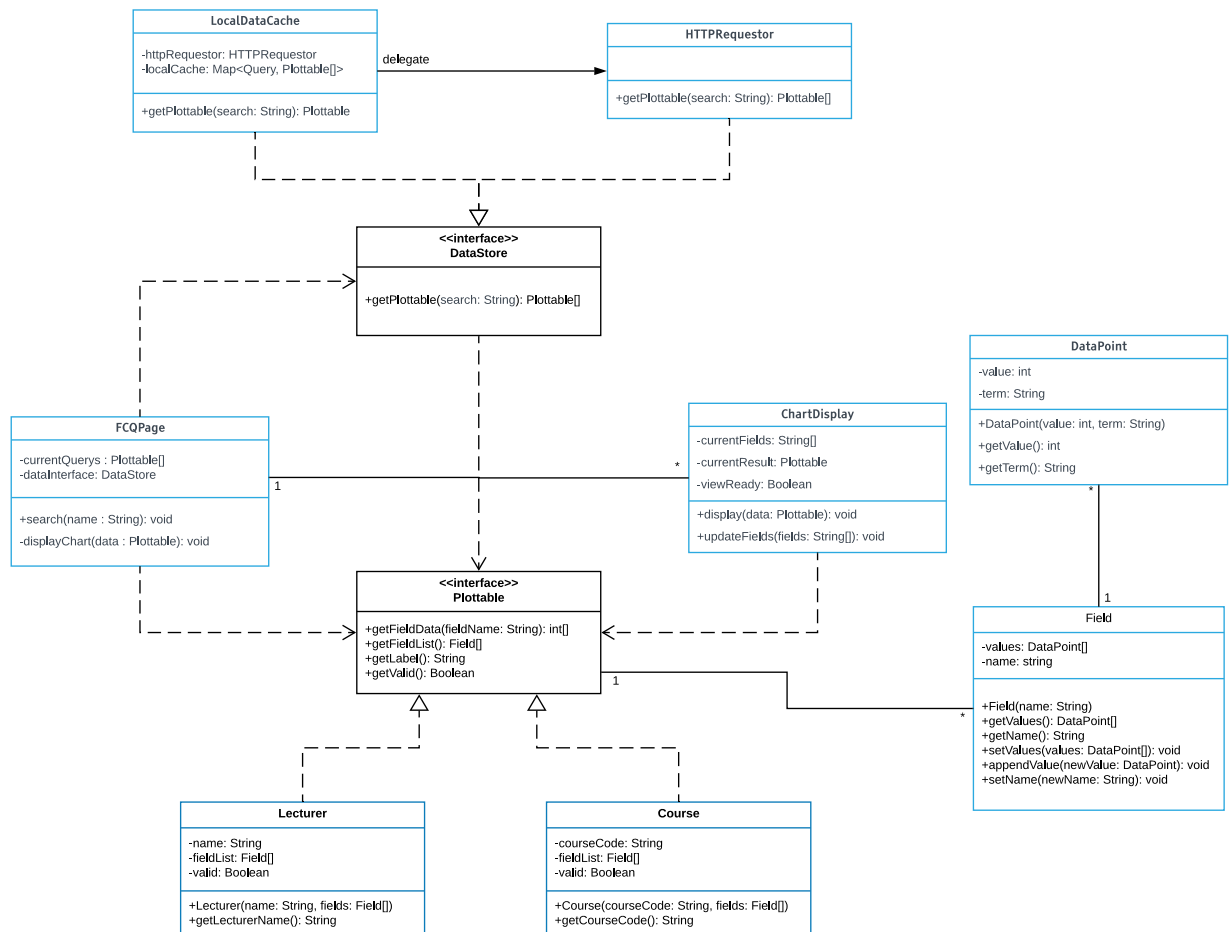 LocalDataCache
-httpRequestor: HTTPRequestor
-localCache: Map<Query, Plottable[]>
+getPlottable(search: String): Plottable
delegate
HTTPRequestor
+getPlottable(search: String): Plottable[]
<<interface>>
DataStore
+getPlottable(search: String): Plottable[]
FCQPage
-currentQuerys : Plottable[]
-dataInterface: DataStore
+search(name : String): void
-displayChart(data : Plottable): void
1
*
ChartDisplay
-currentFields: String[]
-currentResult: Plottable
-viewReady: Boolean
+display(data: Plottable): void
+updateFields(fields: String[]): void
DataPoint
-value: int
-term: String
+DataPoint(value: int, term: String)
+getValue(): int
+getTerm(): String
*
1
<<interface>>
Plottable
+getFieldData(fieldName: String): int[]
+getFieldList(): Field[]
+getLabel(): String
+getValid(): Boolean
1
*
Field
-values: DataPoint[]
-name: string
+Field(name: String)
+getValues(): DataPoint[]
+getName(): String
+setValues(values: DataPoint[]): void
+appendValue(newValue: DataPoint): void
+setName(newName: String): void
Lecturer
-name: String
-fieldList: Field[]
-valid: Boolean
+Lecturer(name: String, fields: Field[])
+getLecturerName(): String
Course
-courseCode: String
-fieldList: Field[]
-valid: Boolean
+Course(courseCode: String, fields: Field[])
+getCourseCode(): String